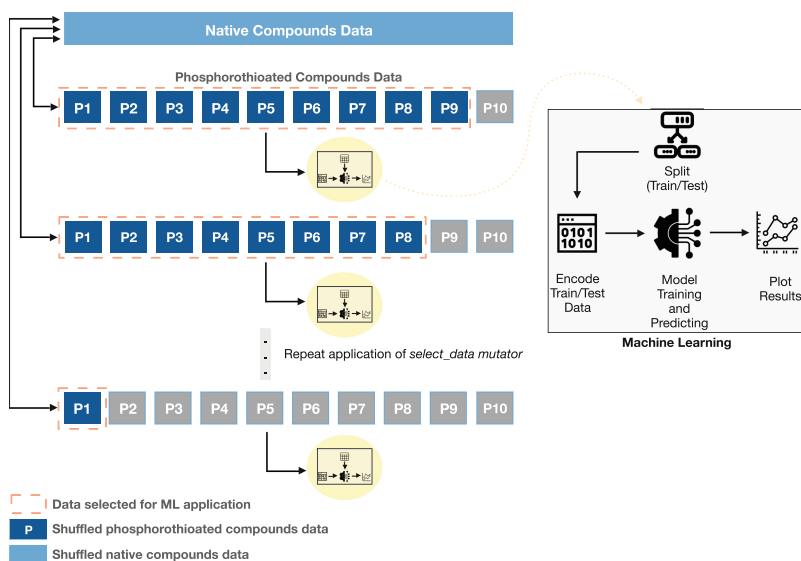 Native Compounds Data
Phosphorothioated Compounds Data
P1 P2 P3 P4 P5 P6 P7 P8 P9 P10
P1 P2 P3 P4 P5 P6 P7 P8 P9 P10
Repeat application of select_data mutator
P1 P2 P3 P4 P5 P6 P7 P8 P9 P10
Split
(Train/Test)
0101
1010
Encode
Train/Test
Data
Model
Training
and
Predicting
Plot
Results
Machine Learning
Data selected for ML application
P Shuffled phosphorothioated compounds data
Shuffled native compounds data